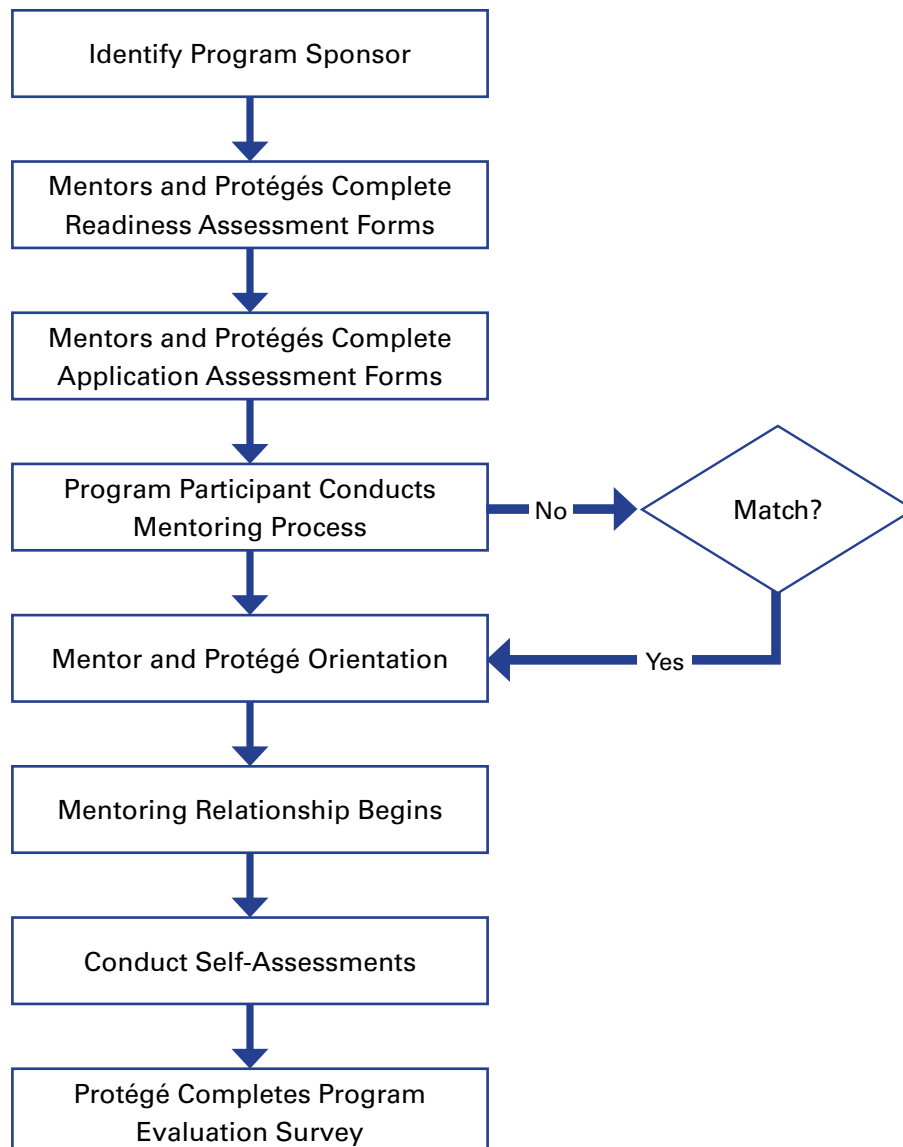 Identify Program Sponsor
Mentors and Protégés Complete
Readiness Assessment Forms
Mentors and Protégés Complete
Application Assessment Forms
Program Participant Conducts
Mentoring Process
No
Match?
Mentor and Protégé Orientation
Yes
Mentoring Relationship Begins
Conduct Self-Assessments
Protégé Completes Program
Evaluation Survey